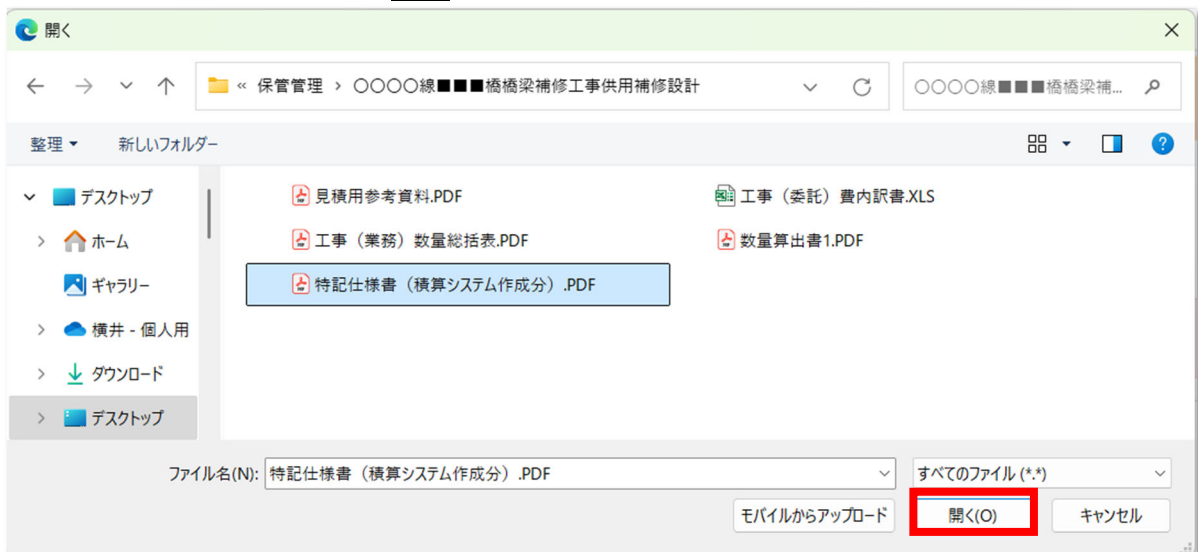 開く
« 保管管理 › 〇〇〇〇線■■■橋橋梁補修工事供用補修設計
〇〇〇〇線■■■橋橋梁補...
整理 新しいフォルダー
デスクトップ
ホーム
ギャラリー
横井 - 個人用
ダウンロード
デスクトップ
見積用参考資料.PDF
工事（委託）費内訳書.XLS
工事（業務）数量総括表.PDF
数量算出書1.PDF
特記仕様書（積算システム作成分）.PDF
ファイル名(N): 特記仕様書（積算システム作成分）.PDF
すべてのファイル (*.*)
モバイルからアップロード 開く(O) キャンセル